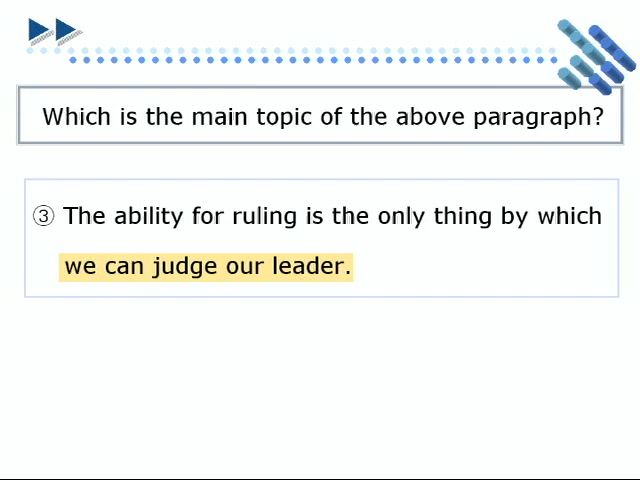 Which is the main topic of the above paragraph?
③ The ability for ruling is the only thing by which
we can judge our leader.